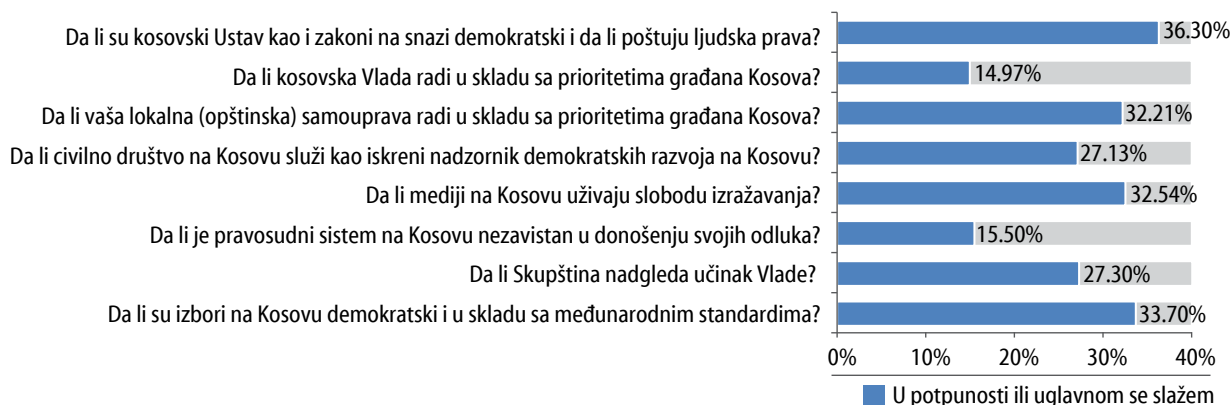 Da li su kosovski Ustav kao i zakoni na snazi demokratski i da li poštuju ljudska prava? 36.30%
Da li kosovska Vlada radi u skladu sa prioritetima građana Kosova? 14.97%
Da li vaša lokalna (opštinska) samouprava radi u skladu sa prioritetima građana Kosova? 32.21%
Da li civilno društvo na Kosovu služi kao iskreni nadzornik demokratskih razvoja na Kosovu? 27.13%
Da li mediji na Kosovu uživaju slobodu izražavanja? 32.54%
Da li je pravosudni sistem na Kosovu nezavistan u donošenju svojih odluka? 15.50%
Da li Skupština nadgleda učinak Vlade? 27.30%
Da li su izbori na Kosovu demokratski i u skladu sa međunarodnim standardima? 33.70%
0% 10% 20% 30% 40%
U potpunosti ili uglavnom se slažem